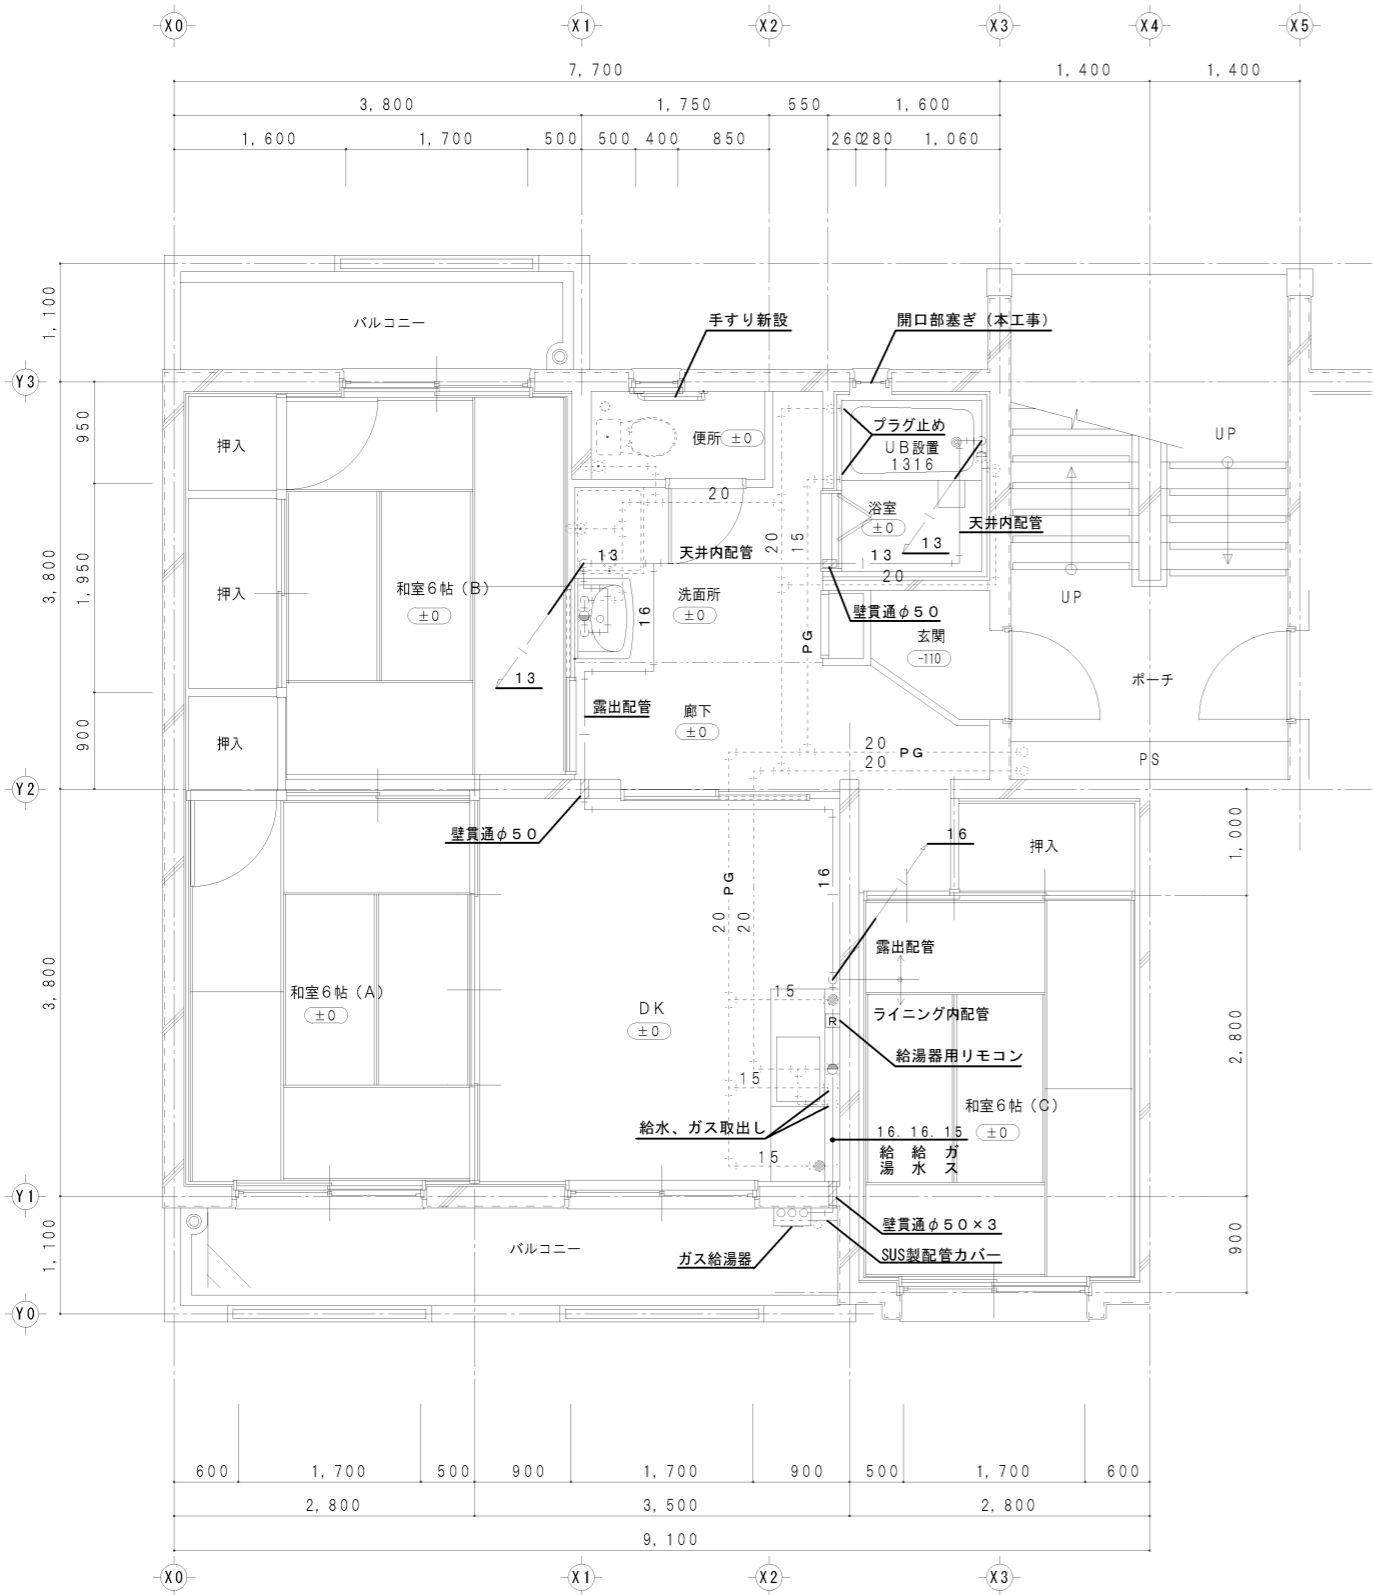 X0 X1 X2 X3 X4 X5
7,700 1,400 1,400
3,800 1,750 550 1,600
1,600 1,700 500 500 400 850 260 280 1,060
1,100
バルコニー
手すり新設
開口部塞ぎ（本工事）
Y3
950
押入
便所 ±0
プラグ止め
UB設置
1316
UP
20
浴室
±0
天井内配管
13
天井内配管
20
15
13
13
20
3,800
1,950
押入
和室6帖（B）
±0
洗面所
±0
16
壁貫通φ50
UP
PG
玄関
-110
13
ポーチ
露出配管
廊下
±0
900
押入
20
PG
20
PS
Y2
壁貫通φ50
16
押入
1,000
PG
16
20
20
露出配管
3,800
和室6帖（A）
±0
DK
±0
15
ライニング内配管
R
給湯器用リモコン
2,800
15
和室6帖（C）
±0
給水、ガス取出し
16. 16. 15
給湯
給水
ガス
15
Y1
壁貫通φ50×3
1,100
バルコニー
ガス給湯器
SUS製配管カバー
900
Y0
600 1,700 500 900 1,700 900 500 1,700 600
2,800 3,500 2,800
9,100
X0 X1 X2 X3